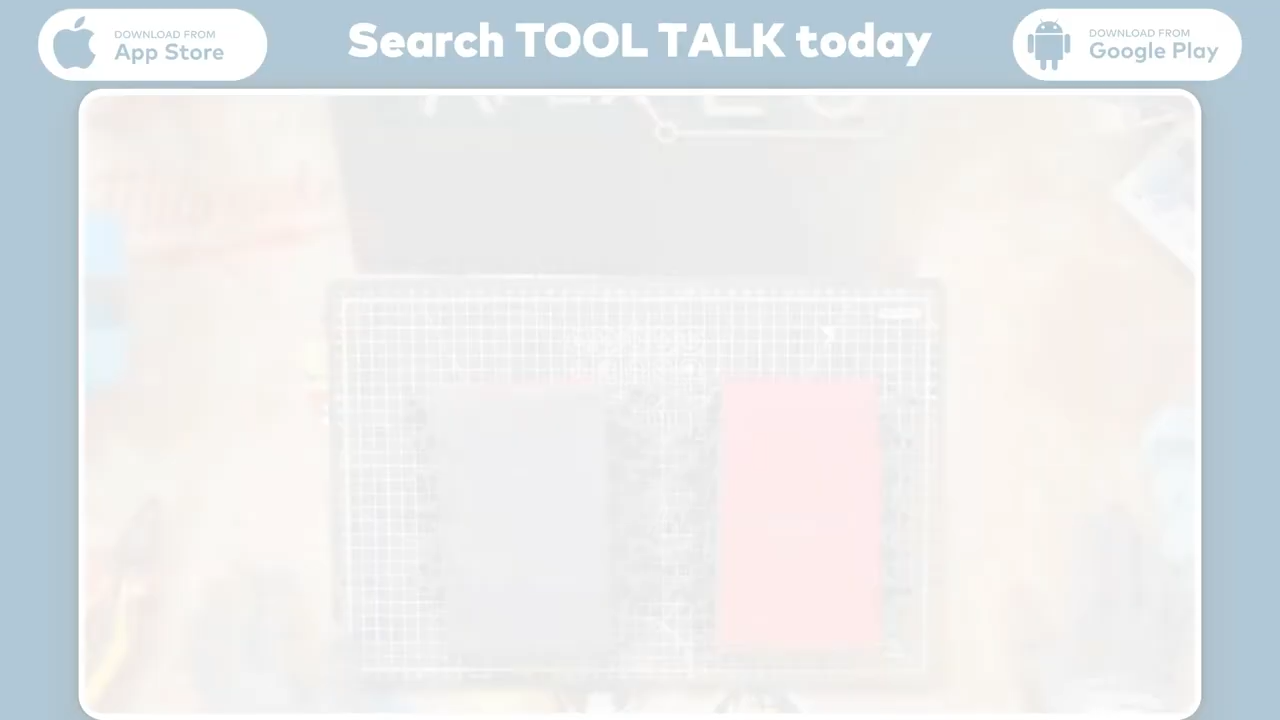 DOWNLOAD FROM
App Store
Search TOOL TALK today
DOWNLOAD FROM
Google Play